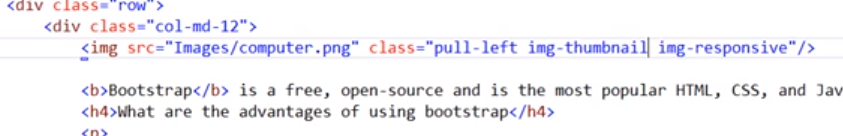 <div class="row">
<div class="col-md-12">
<img src="Images/computer.png" class="pull-left img-thumbnail img-responsive"/>
<b>Bootstrap</b> is a free, open-source and is the most popular HTML, CSS, and Jav
<h4>What are the advantages of using bootstrap</h4>
<p>